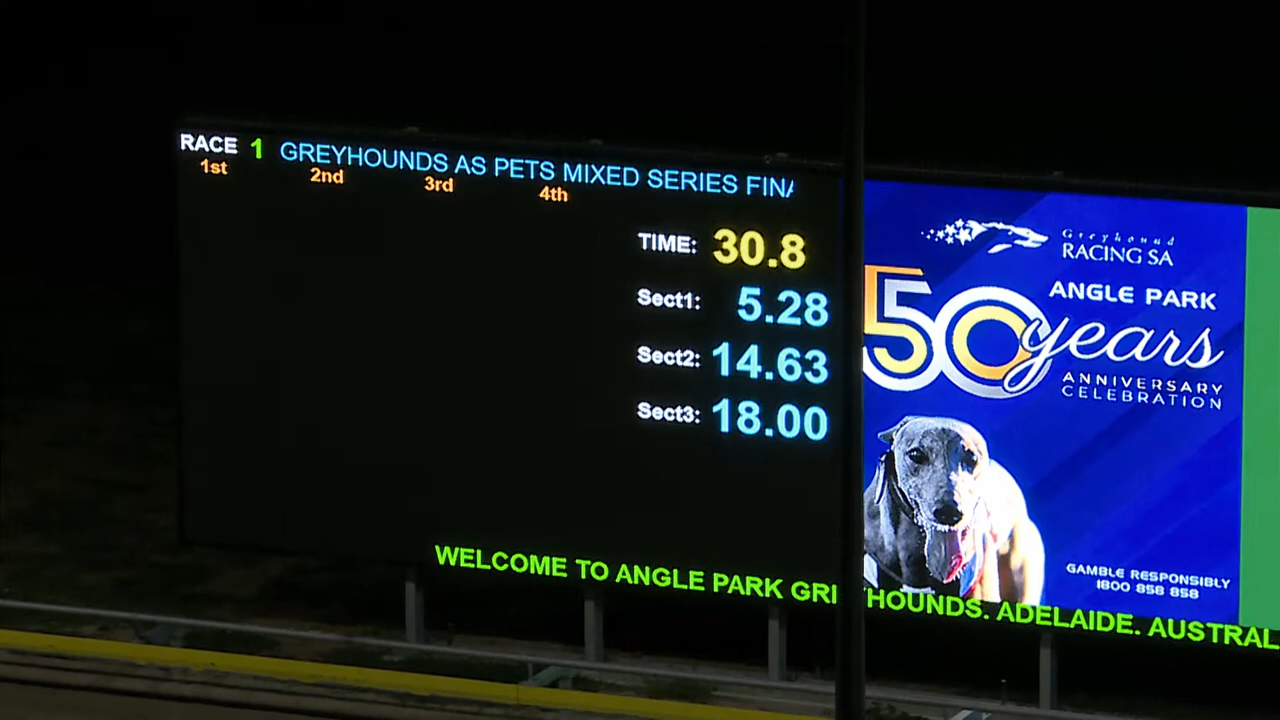 RACE 1 GREYHOUNDS AS PETS MIXED SERIES FINA
1st 2nd 3rd 4th
TIME: 30.8
Sect1: 5.28
Sect2: 14.63
Sect3: 18.00
Greyhound
RACING SA
ANGLE PARK
50 years
ANNIVERSARY
CELEBRATION
GAMBLE RESPONSIBLY
1800 858 858
WELCOME TO ANGLE PARK GREYHOUNDS. ADELAIDE. AUSTRAL